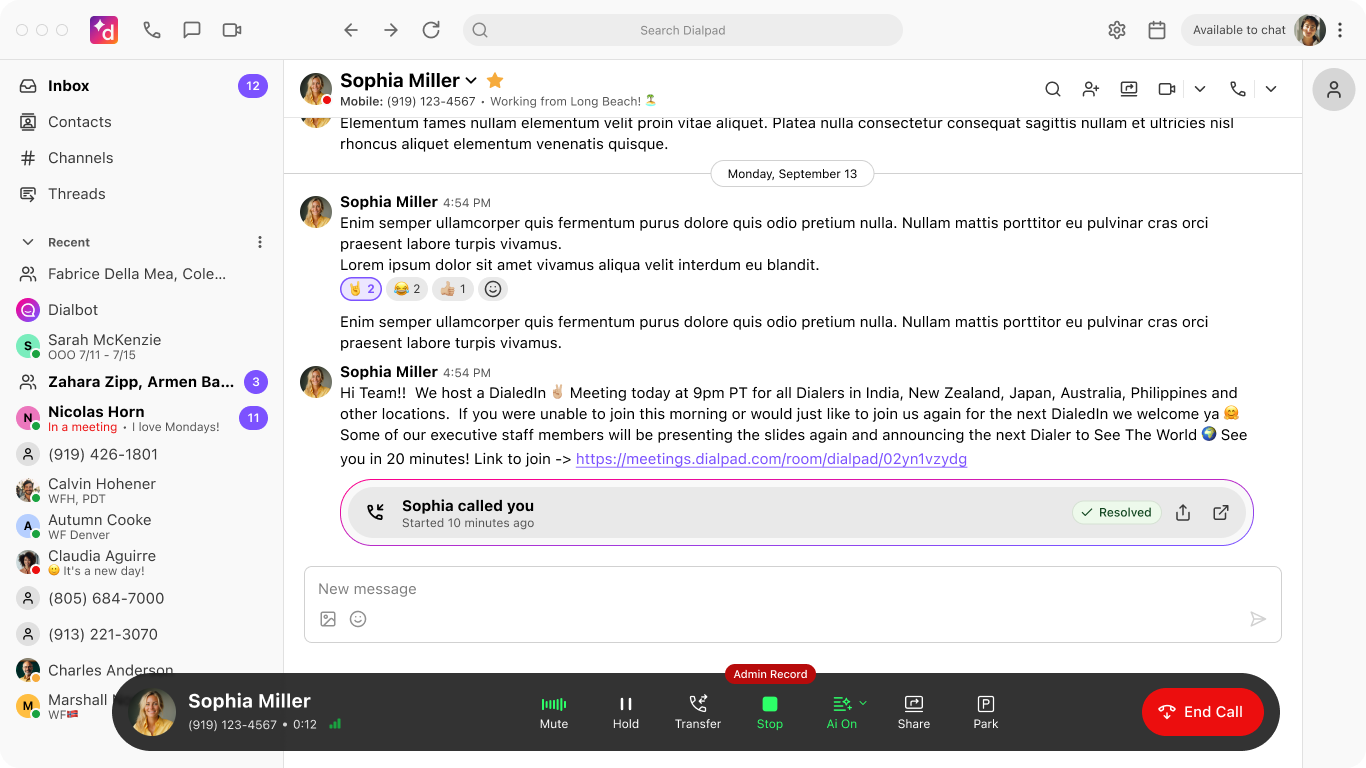 Search Dialpad
Available to chat
Inbox
12
Contacts
Channels
Threads
Recent
Fabrice Della Mea, Cole...
Dialbot
S
Sarah McKenzie
OOO 7/11 - 7/15
Zahara Zipp, Armen Ba...
3
N
Nicolas Horn
In a meeting • I love Mondays!
11
(919) 426-1801
Calvin Hohener
WFH, PDT
A
Autumn Cooke
WF Denver
Claudia Aguirre
🙂 It's a new day!
(805) 684-7000
(913) 221-3070
Charles Anderson
M
Marshall
WF🇺🇸
Sophia Miller
Mobile: (919) 123-4567 • Working from Long Beach! 🏝️
Elementum fames nullam elementum velit proin vitae aliquet. Platea nulla consectetur consequat sagittis nullam et ultricies nisl
rhoncus aliquet elementum venenatis quisque.
Monday, September 13
Sophia Miller 4:54 PM
Enim semper ullamcorper quis fermentum purus dolore quis odio pretium nulla. Nullam mattis porttitor eu pulvinar cras orci
praesent labore turpis vivamus.
Lorem ipsum dolor sit amet vivamus aliqua velit interdum eu blandit.
🤘 2 😂 2 👍🏼 1
Enim semper ullamcorper quis fermentum purus dolore quis odio pretium nulla. Nullam mattis porttitor eu pulvinar cras orci
praesent labore turpis vivamus.
Sophia Miller 4:54 PM
Hi Team!! We host a DialedIn ✌🏼 Meeting today at 9pm PT for all Dialers in India, New Zealand, Japan, Australia, Philippines and
other locations. If you were unable to join this morning or would just like to join us again for the next DialedIn we welcome ya 🤗
Some of our executive staff members will be presenting the slides again and announcing the next Dialer to See The World 🌍 See
you in 20 minutes! Link to join -> https://meetings.dialpad.com/room/dialpad/02yn1vzydg
Sophia called you
Started 10 minutes ago
Resolved
New message
Admin Record
Sophia Miller
(919) 123-4567 • 0:12
Mute
Hold
Transfer
Stop
Ai On
Share
P
Park
End Call